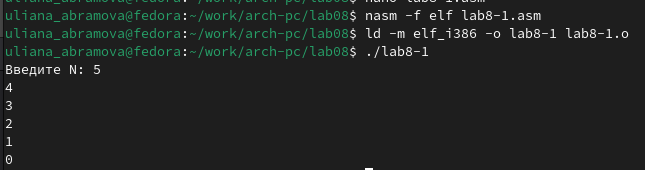 uliana_abramova@fedora:~/work/arch-pc/lab08$ nano lab8-1.asm
uliana_abramova@fedora:~/work/arch-pc/lab08$ nasm -f elf lab8-1.asm
uliana_abramova@fedora:~/work/arch-pc/lab08$ ld -m elf_i386 -o lab8-1 lab8-1.o
uliana_abramova@fedora:~/work/arch-pc/lab08$ ./lab8-1
Введите N: 5
4
3
2
1
0